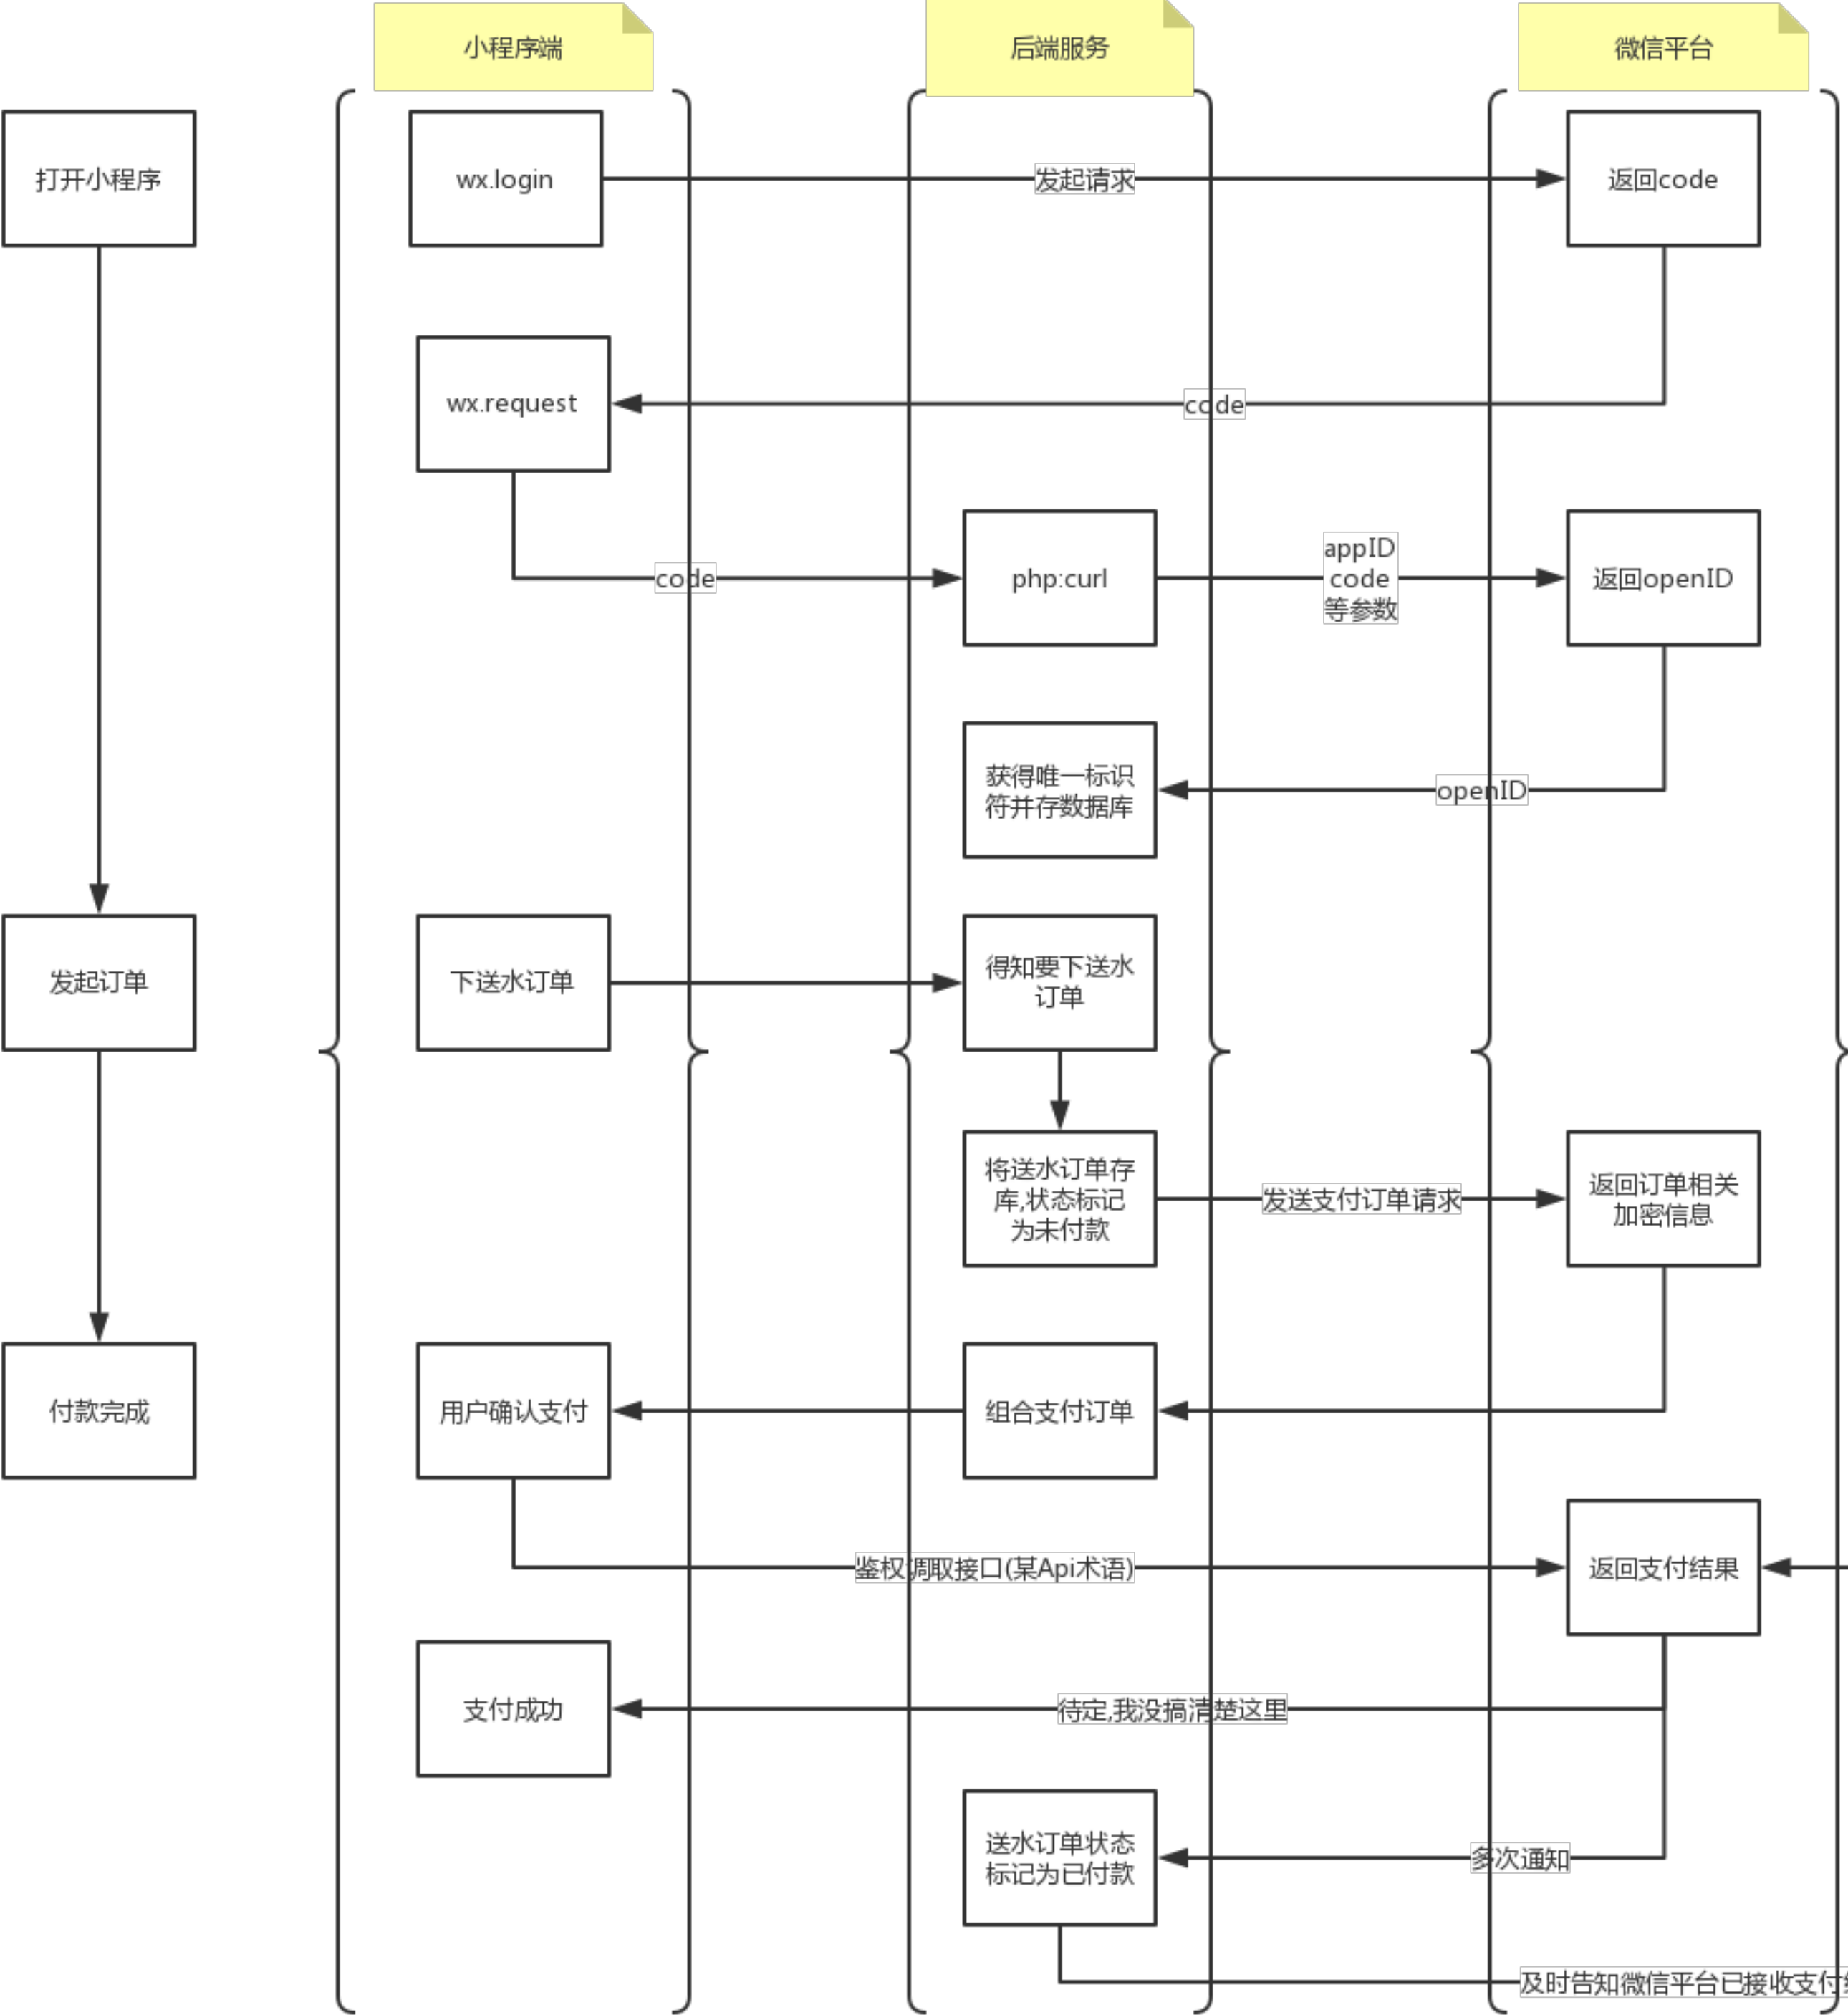 小程序端
后端服务
微信平台
打开小程序
wx.login
发起请求
返回code
wx.request
code
code
php:curl
appID
code
等参数
返回openID
获得唯一标识
符并存数据库
openID
发起订单
下送水订单
得知要下送水
订单
将送水订单存
库,状态标记
为未付款
发送支付订单请求
返回订单相关
加密信息
付款完成
用户确认支付
组合支付订单
鉴权调取接口(某Api术语)
返回支付结果
支付成功
待定,我没搞清楚这里
送水订单状态
标记为已付款
多次通知
及时告知微信平台已接收支付